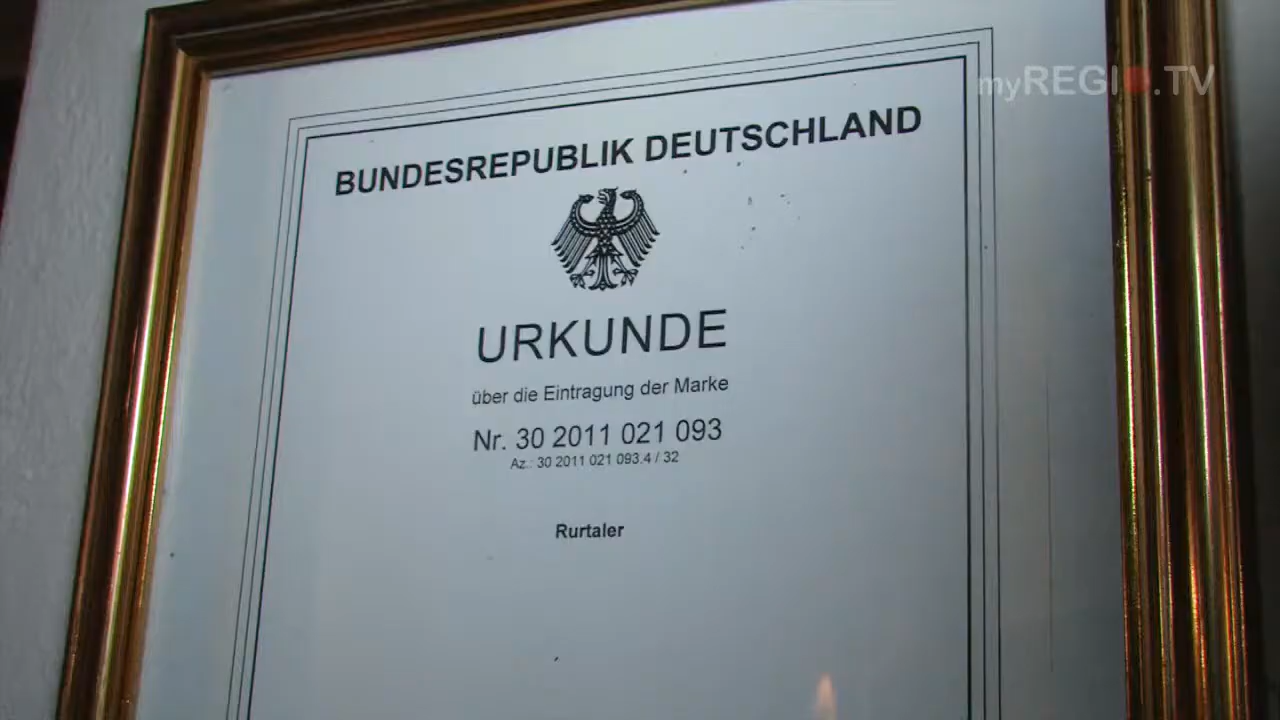 myREGIO.TV
BUNDESREPUBLIK DEUTSCHLAND
URKUNDE
über die Eintragung der Marke
Nr. 30 2011 021 093
Az.: 30 2011 021 093.4 / 32
Rurtaler